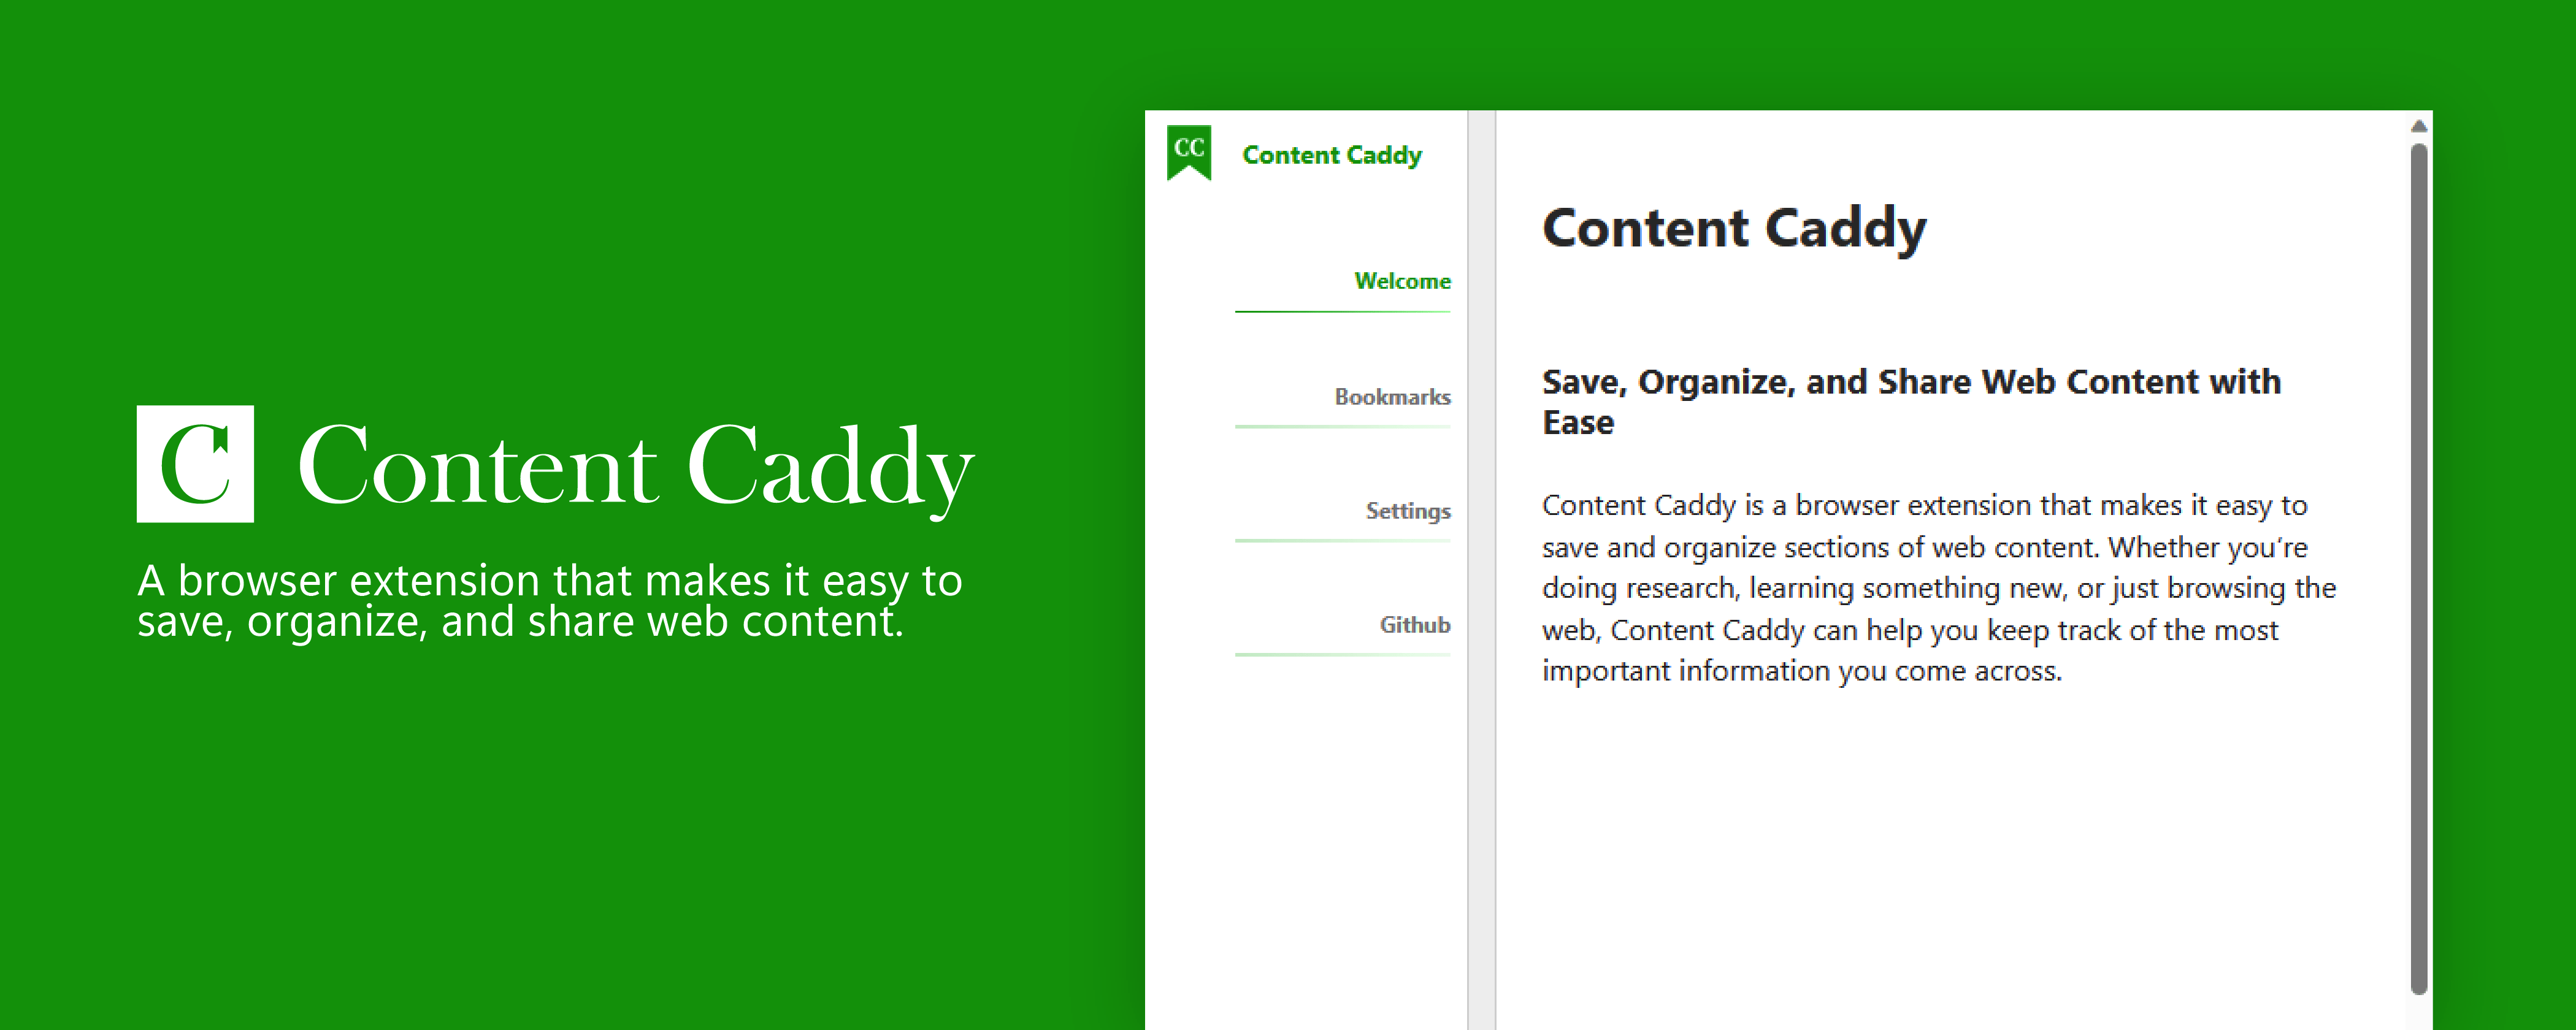 C Content Caddy
A browser extension that makes it easy to
save, organize, and share web content.
CC Content Caddy
Welcome
Bookmarks
Settings
Github
Content Caddy
Save, Organize, and Share Web Content with
Ease
Content Caddy is a browser extension that makes it easy to
save and organize sections of web content. Whether you're
doing research, learning something new, or just browsing the
web, Content Caddy can help you keep track of the most
important information you come across.